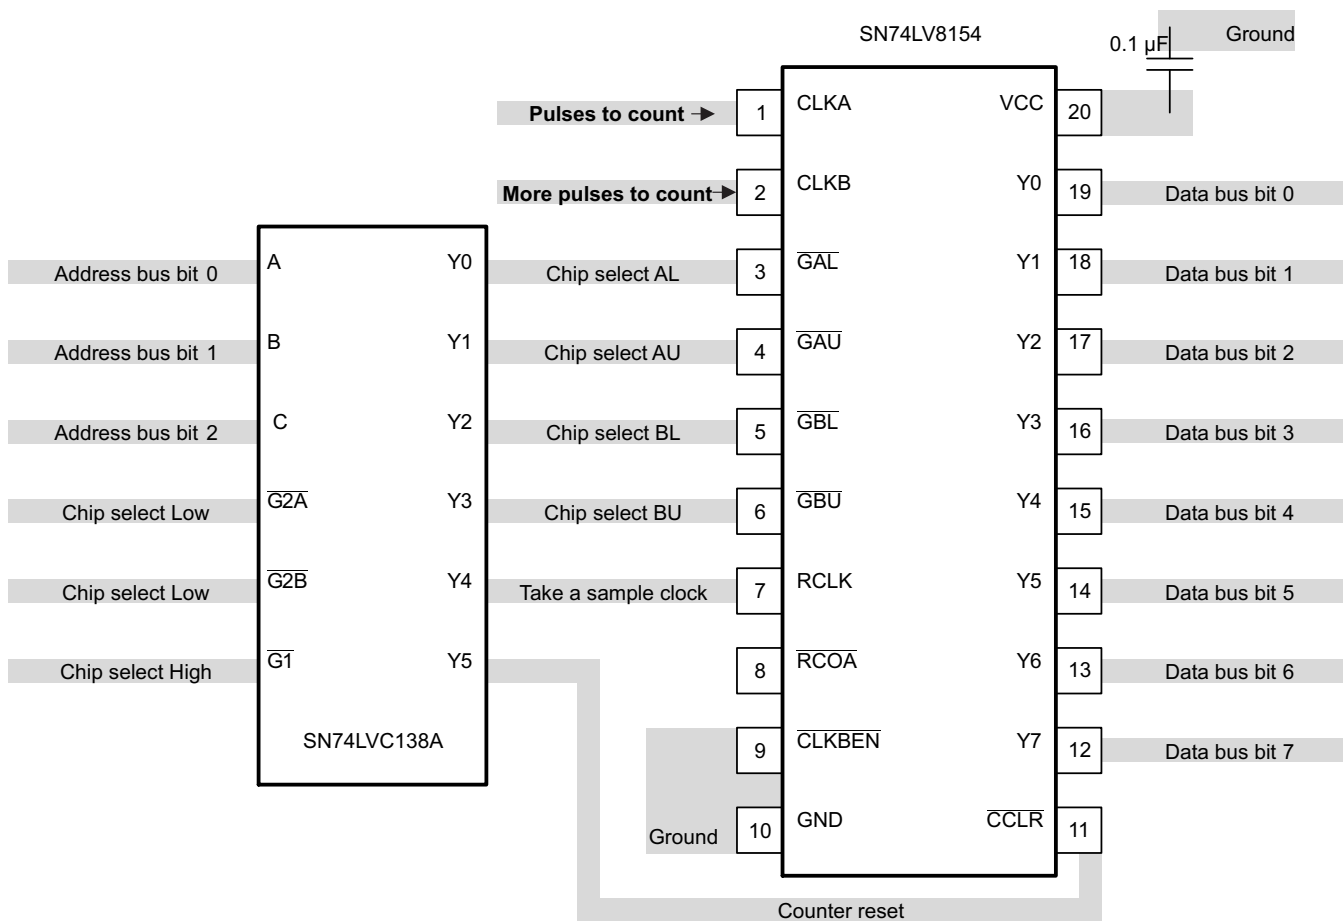 SN74LV8154
0.1 µF
Ground
Pulses to count
1
CLKA
VCC
20
More pulses to count
2
CLKB
Y0
19
Data bus bit 0
Address bus bit 0
A
Y0
Chip select AL
3
GAL
Y1
18
Data bus bit 1
Address bus bit 1
B
Y1
Chip select AU
4
GAU
Y2
17
Data bus bit 2
Address bus bit 2
C
Y2
Chip select BL
5
GBL
Y3
16
Data bus bit 3
Chip select Low
G2A
Y3
Chip select BU
6
GBU
Y4
15
Data bus bit 4
Chip select Low
G2B
Y4
Take a sample clock
7
RCLK
Y5
14
Data bus bit 5
Chip select High
G1
Y5
8
RCOA
Y6
13
Data bus bit 6
SN74LVC138A
9
CLKBEN
Y7
12
Data bus bit 7
Ground
10
GND
CCLR
11
Counter reset